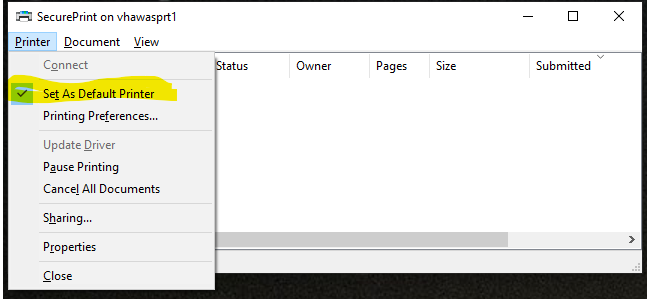 SecurePrint on vhawasprt1
Printer Document View
Connect
Set As Default Printer
Printing Preferences...
Update Driver
Pause Printing
Cancel All Documents
Sharing...
Properties
Close
Status Owner Pages Size Submitted